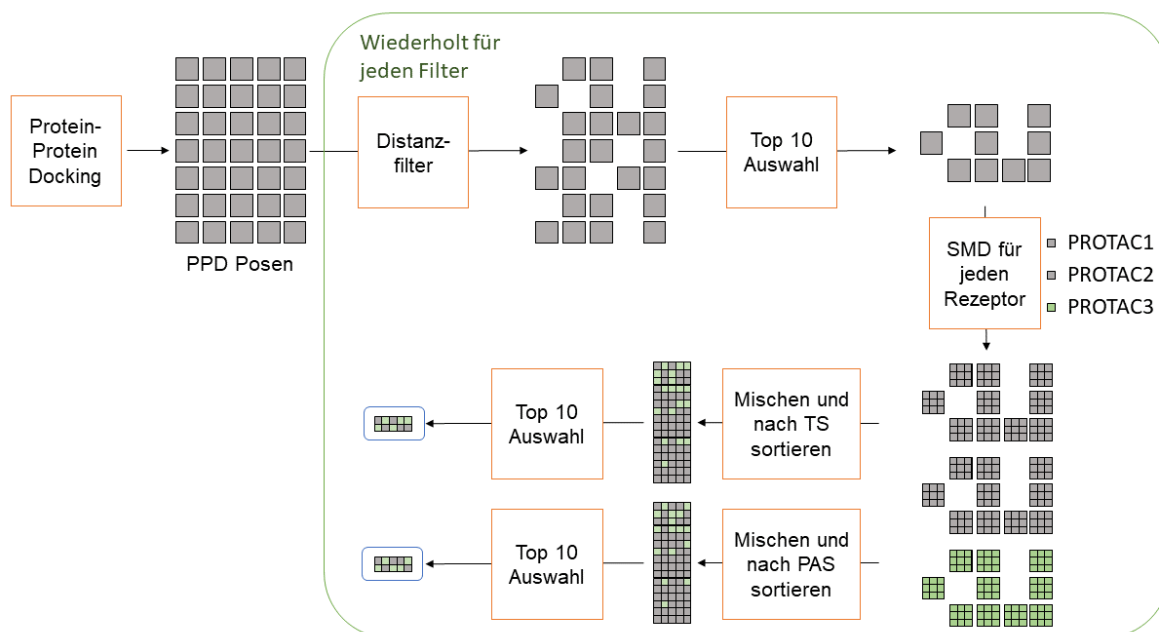 Wiederholt für
jeden Filter
Protein-
Protein
Docking
PPD Posen
Distanz-
filter
Top 10
Auswahl
SMD für
jeden
Rezeptor
PROTAC1
PROTAC2
PROTAC3
Top 10
Auswahl
Mischen und
nach TS
sortieren
Top 10
Auswahl
Mischen und
nach PAS
sortieren